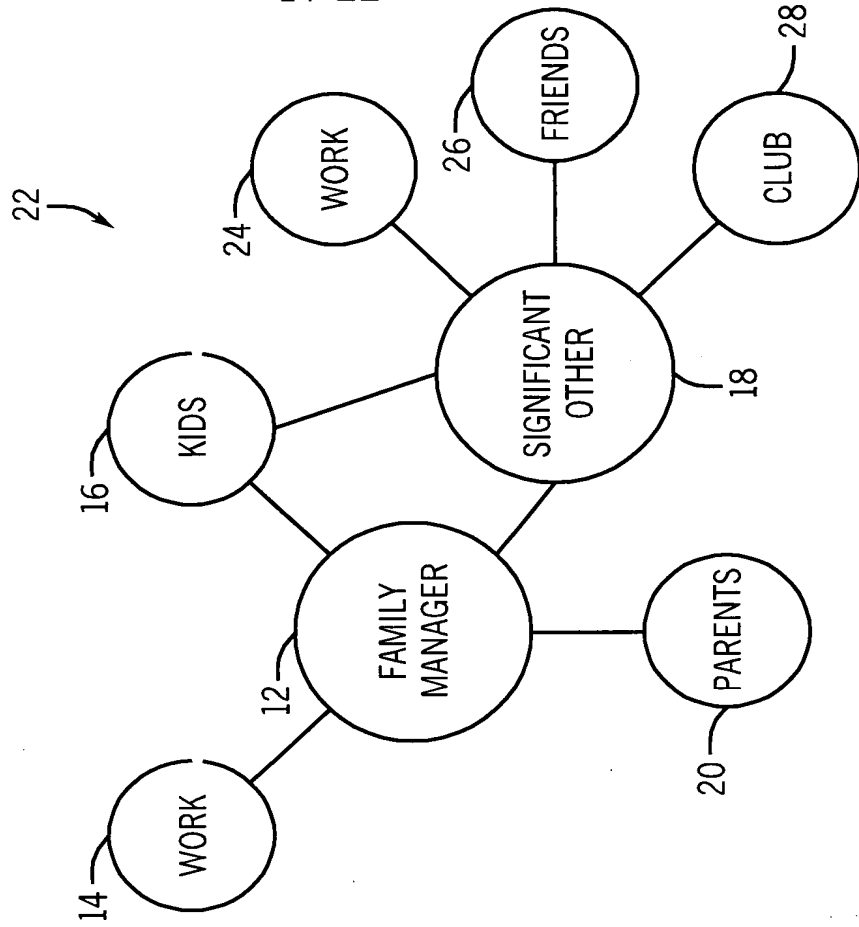 22
14
WORK
16
KIDS
24
WORK
12
FAMILY
MANAGER
26
FRIENDS
SIGNIFICANT
OTHER
18
20
PARENTS
CLUB
28